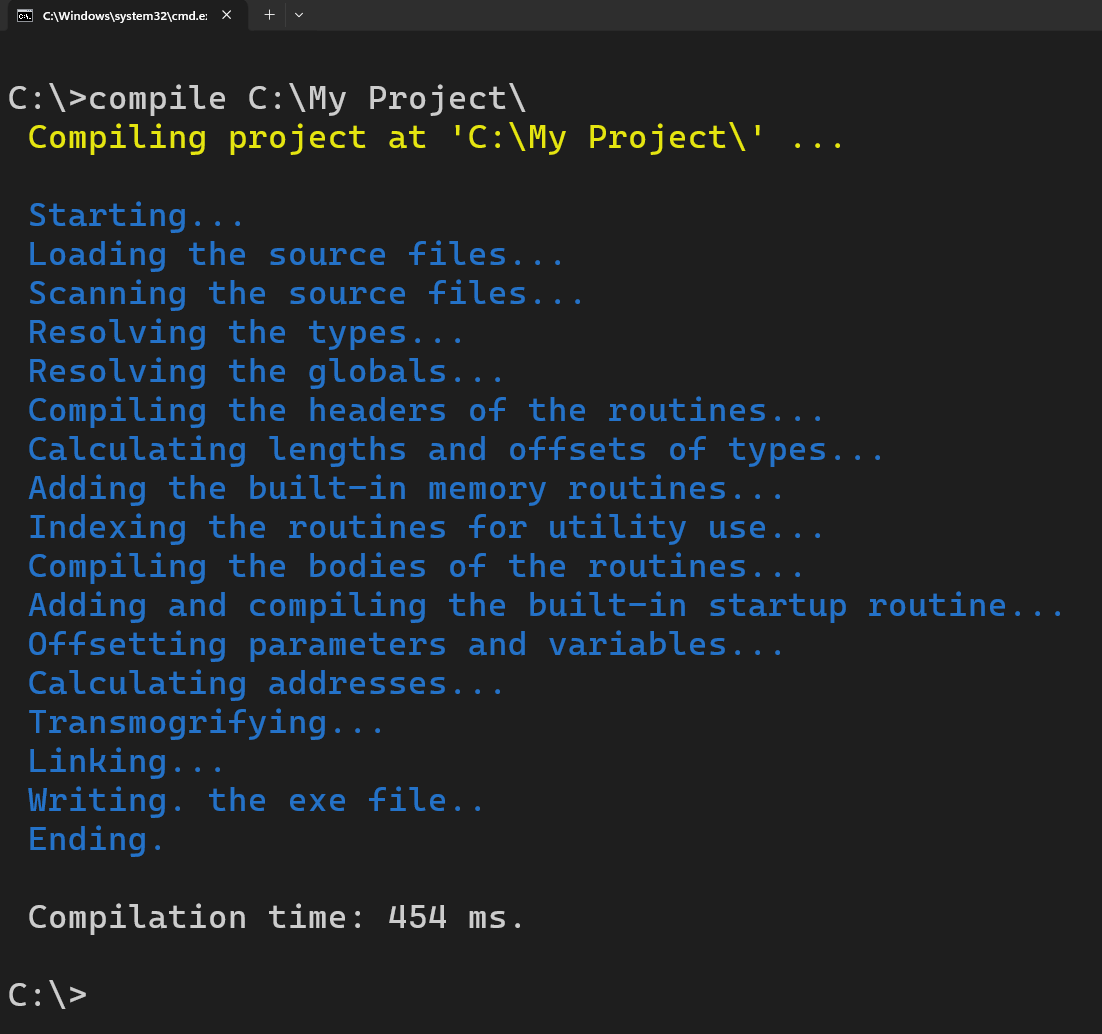 C:\Windows\system32\cmd.e:
C:\>compile C:\My Project\
Compiling project at 'C:\My Project\' ...
Starting...
Loading the source files...
Scanning the source files...
Resolving the types...
Resolving the globals...
Compiling the headers of the routines...
Calculating lengths and offsets of types...
Adding the built-in memory routines...
Indexing the routines for utility use...
Compiling the bodies of the routines...
Adding and compiling the built-in startup routine...
Offsetting parameters and variables...
Calculating addresses...
Transmogrifying...
Linking...
Writing. the exe file..
Ending.
Compilation time: 454 ms.
C:\>